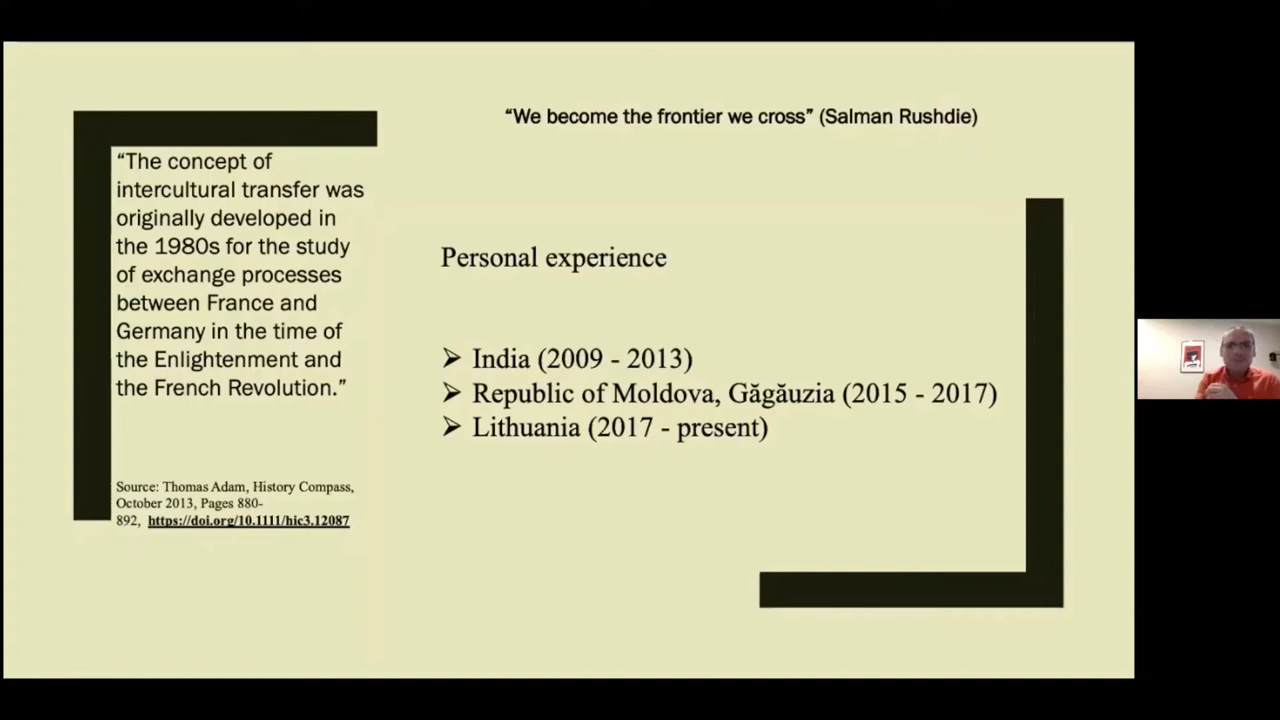 “We become the frontier we cross” (Salman Rushdie)
“The concept of
intercultural transfer was
originally developed in
the 1980s for the study
of exchange processes
between France and
Germany in the time of
the Enlightenment and
the French Revolution.”
Source: Thomas Adam, History Compass,
October 2013, Pages 880-
892, https://doi.org/10.1111/hic3.12087
Personal experience
➢ India (2009 - 2013)
➢ Republic of Moldova, Găgăuzia (2015 - 2017)
➢ Lithuania (2017 - present)